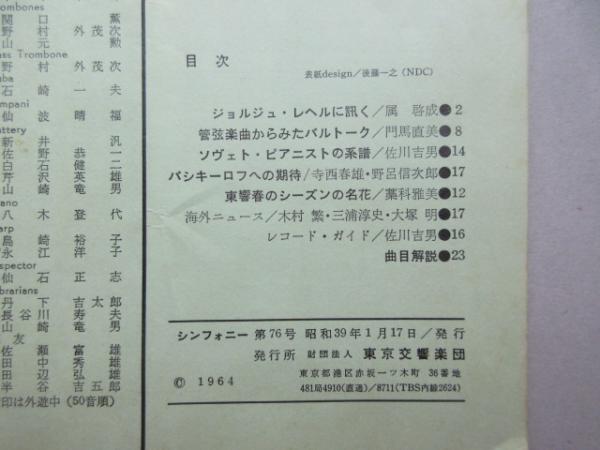 ombones
関口 薫
野村 外茂次
山元 勲
ass Trombone
野村 外茂次
uba
石崎 一夫
mpani
仙波 晴福
attery
新井 汎
佐野 恭一
白石 健二
芹沢 英雄
山崎 竜男
ano
八木 登代
arp
島崎 裕子
永江 洋子
spector
仙石 正志
brarians
丹下 吉太郎
長谷川 寿夫
山崎 竜男
友
佐瀬 富雄
田中 秀雄
田辺 弘雄
半谷 吉五郎
印は外遊中(50音順)
目次
表紙design/後藤一之(NDC)
ジョルジュ・レヘルに訊く/属 啓成●2
管弦楽曲からみたバルトーク/門馬直美●8
ソヴェト・ピアニストの系譜/佐川吉男●14
バシキーロフへの期待/寺西春雄・野呂信次郎●17
東響春のシーズンの名花/藁科雅美●12
海外ニュース/木村 繁・三浦淳史・大塚 明●17
レコード・ガイド/佐川吉男●16
曲目解説●23
シンフォニー 第76号 昭和39年1月17日/発行
発行所 財団法人 東京交響楽団
© 1964
東京都港区赤坂一ツ木町 36番地
481局4910(直通)/8711(TBS内線2624)